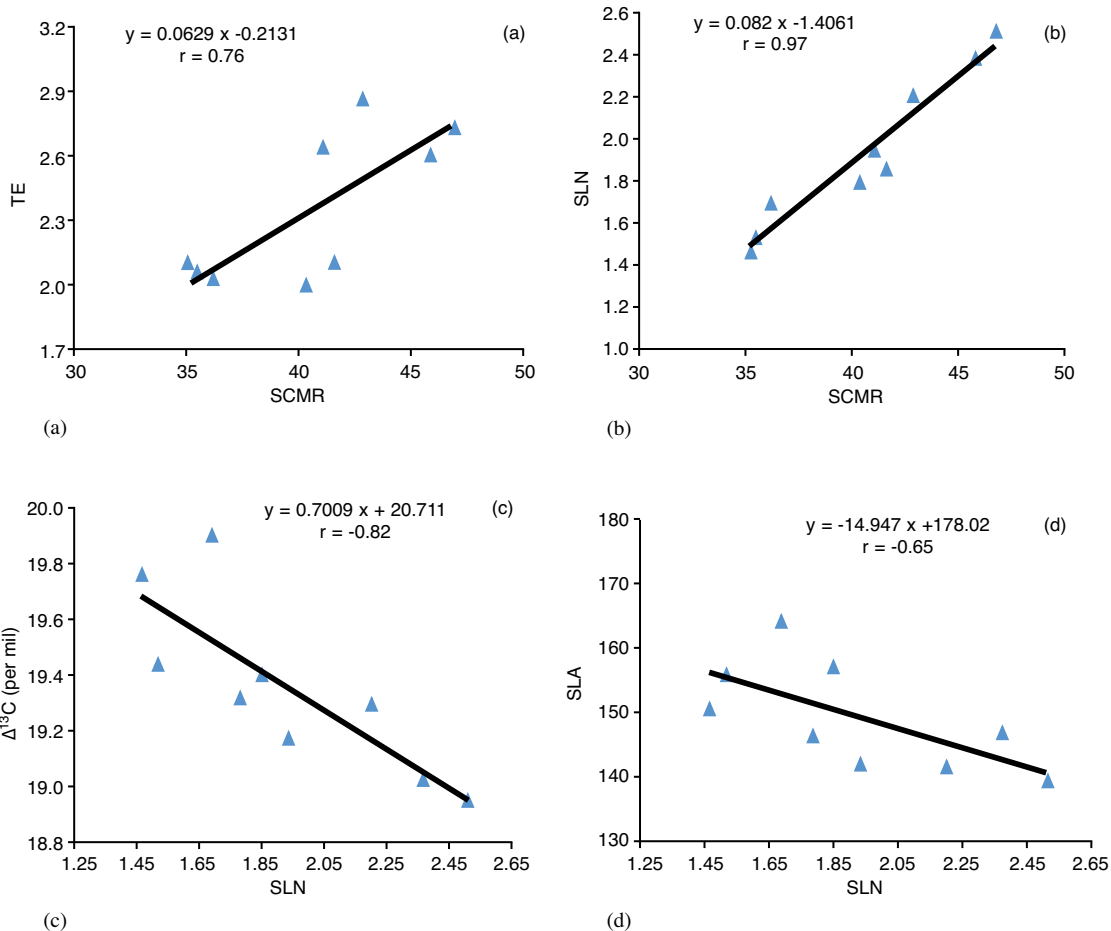 y = 0.0629 x -0.2131
r = 0.76
(a)
3.2
2.9
2.6
2.3
2.0
1.7
TE
30 35 40 45 50
SCMR
(a)
y = 0.082 x -1.4061
r = 0.97
(b)
2.6
2.4
2.2
2.0
1.8
1.6
1.4
1.2
1.0
SLN
30 35 40 45 50
SCMR
(b)
y = 0.7009 x + 20.711
r = -0.82
(c)
20.0
19.8
19.6
19.4
19.2
19.0
18.8
Δ¹³C (per mil)
1.25 1.45 1.65 1.85 2.05 2.25 2.45 2.65
SLN
(c)
y = -14.947 x +178.02
r = -0.65
(d)
180
170
160
150
140
130
SLA
1.25 1.45 1.65 1.85 2.05 2.25 2.45 2.65
SLN
(d)